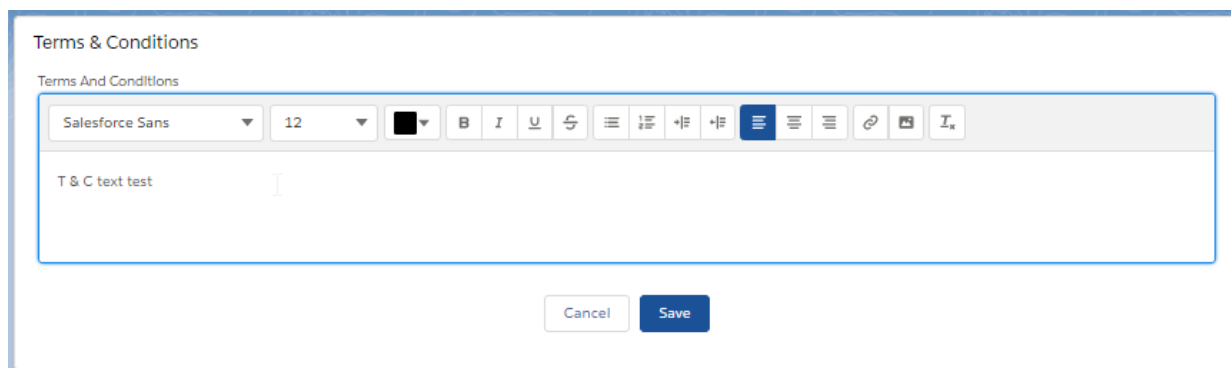 Terms & Conditions
Terms And Conditions
Salesforce Sans 12 B I U S
T & C text test
Cancel Save